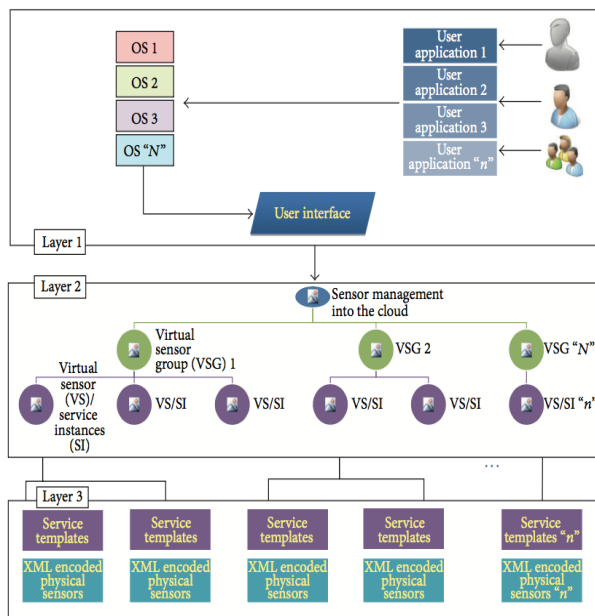 OS 1
OS 2
OS 3
OS “N”
User
application 1
User
application 2
User
application 3
User
application “n”
User interface
Layer 1
Layer 2
Sensor management
into the cloud
Virtual
sensor
group (VSG) 1
VSG 2
VSG “N”
Virtual
sensor
(VS)/
service
instances
(SI)
VS/SI
VS/SI
VS/SI
VS/SI
VS/SI “n”
...
Layer 3
Service
templates
Service
templates
Service
templates
Service
templates
Service
templates “n”
XML encoded
physical
sensors
XML encoded
physical
sensors
XML encoded
physical
sensors
XML encoded
physical
sensors
XML encoded
physical
sensors “n”